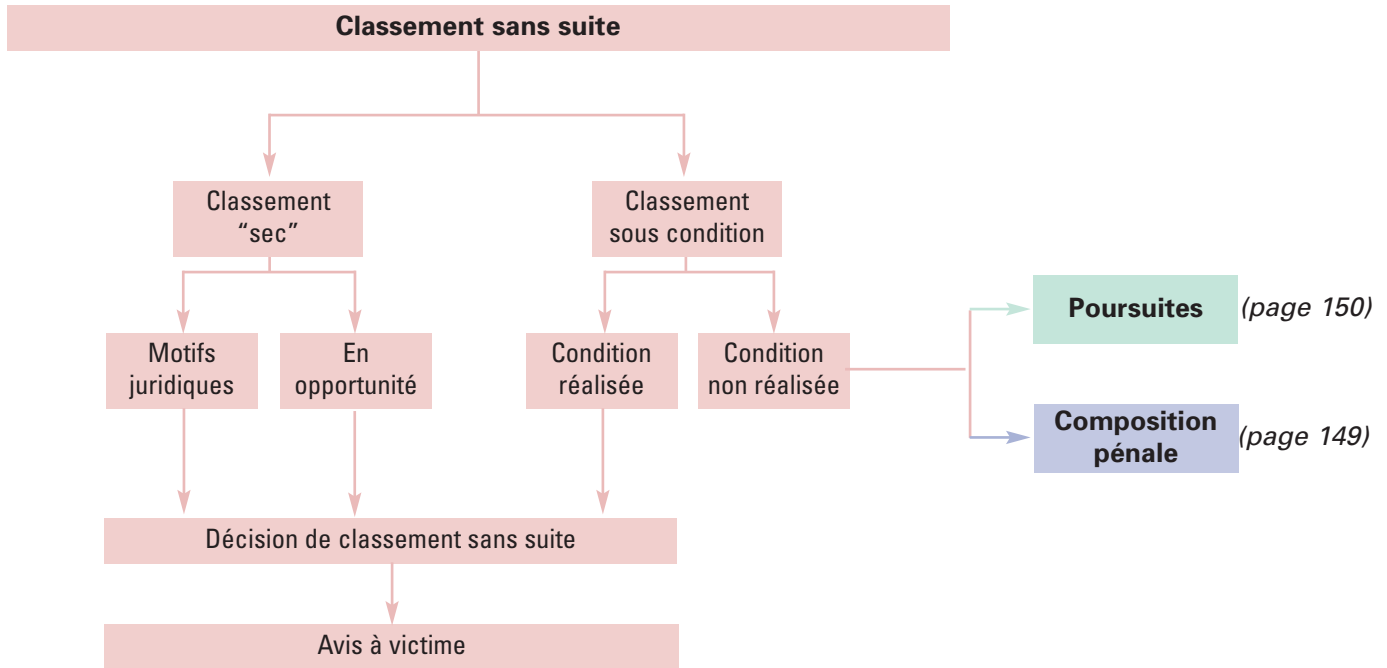 Classement sans suite
Classement
“sec”
Classement
sous condition
Motifs
juridiques
En
opportunité
Condition
réalisée
Condition
non réalisée
Poursuites
(page 150)
Composition
pénale
(page 149)
Décision de classement sans suite
Avis à victime